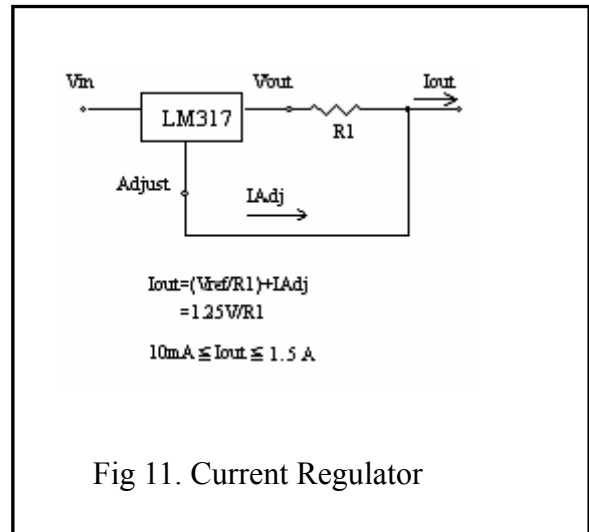 Vin Vout Iout
LM317
R1
Adjust
IAdj
Iout=(Vref/R1)+IAdj
=1.25V/R1
10mA ≦ Iout ≦ 1.5 A
Fig 11. Current Regulator